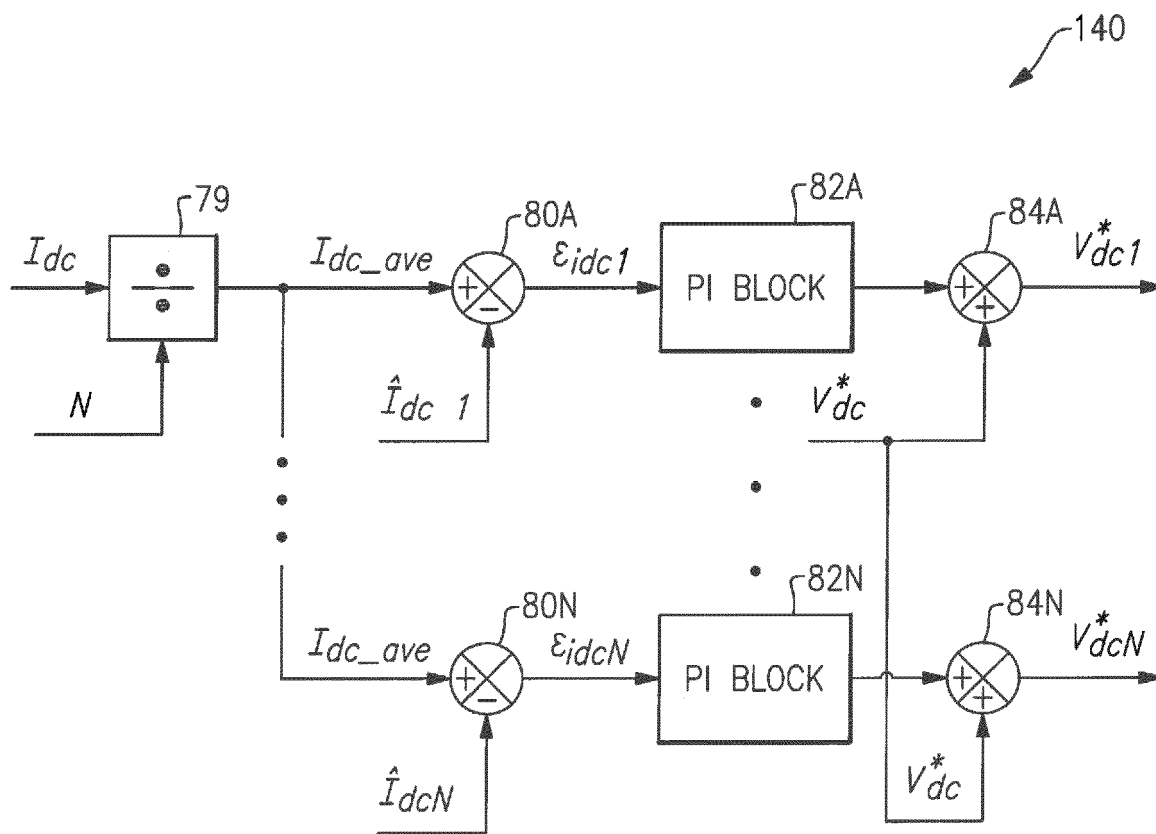 140
79
80A
82A
84A
I_dc
÷
I_dc_ave
+
−
ε_idc1
PI BLOCK
+
+
V*_dc1
N
Î_dc 1
V*_dc
80N
82N
84N
I_dc_ave
+
−
ε_idcN
PI BLOCK
+
+
V*_dcN
Î_dcN
V*_dc